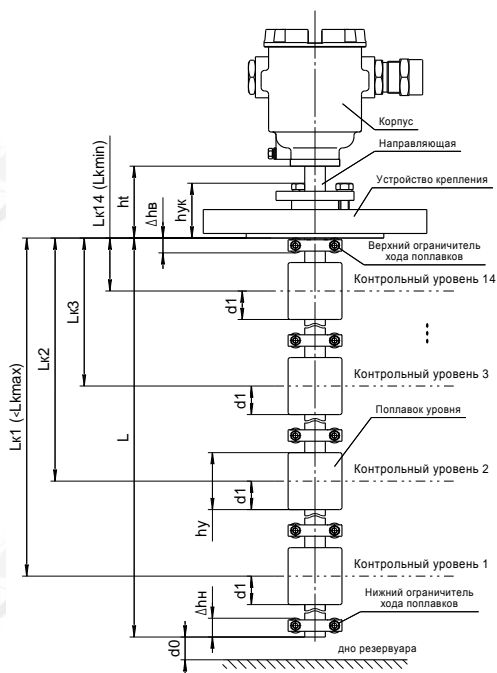 Корпус
Направляющая
Устройство крепления
Верхний ограничитель
хода поплавков
Контрольный уровень 14
Контрольный уровень 3
Поплавок уровня
Контрольный уровень 2
Контрольный уровень 1
Нижний ограничитель
хода поплавков
дно резервуара
Lк14 (Lkmin)
ht
Δhв
hук
Lк1 (<Lkmax)
Lк2
Lк3
L
d1
d1
hу
d1
d1
Δhн
d0